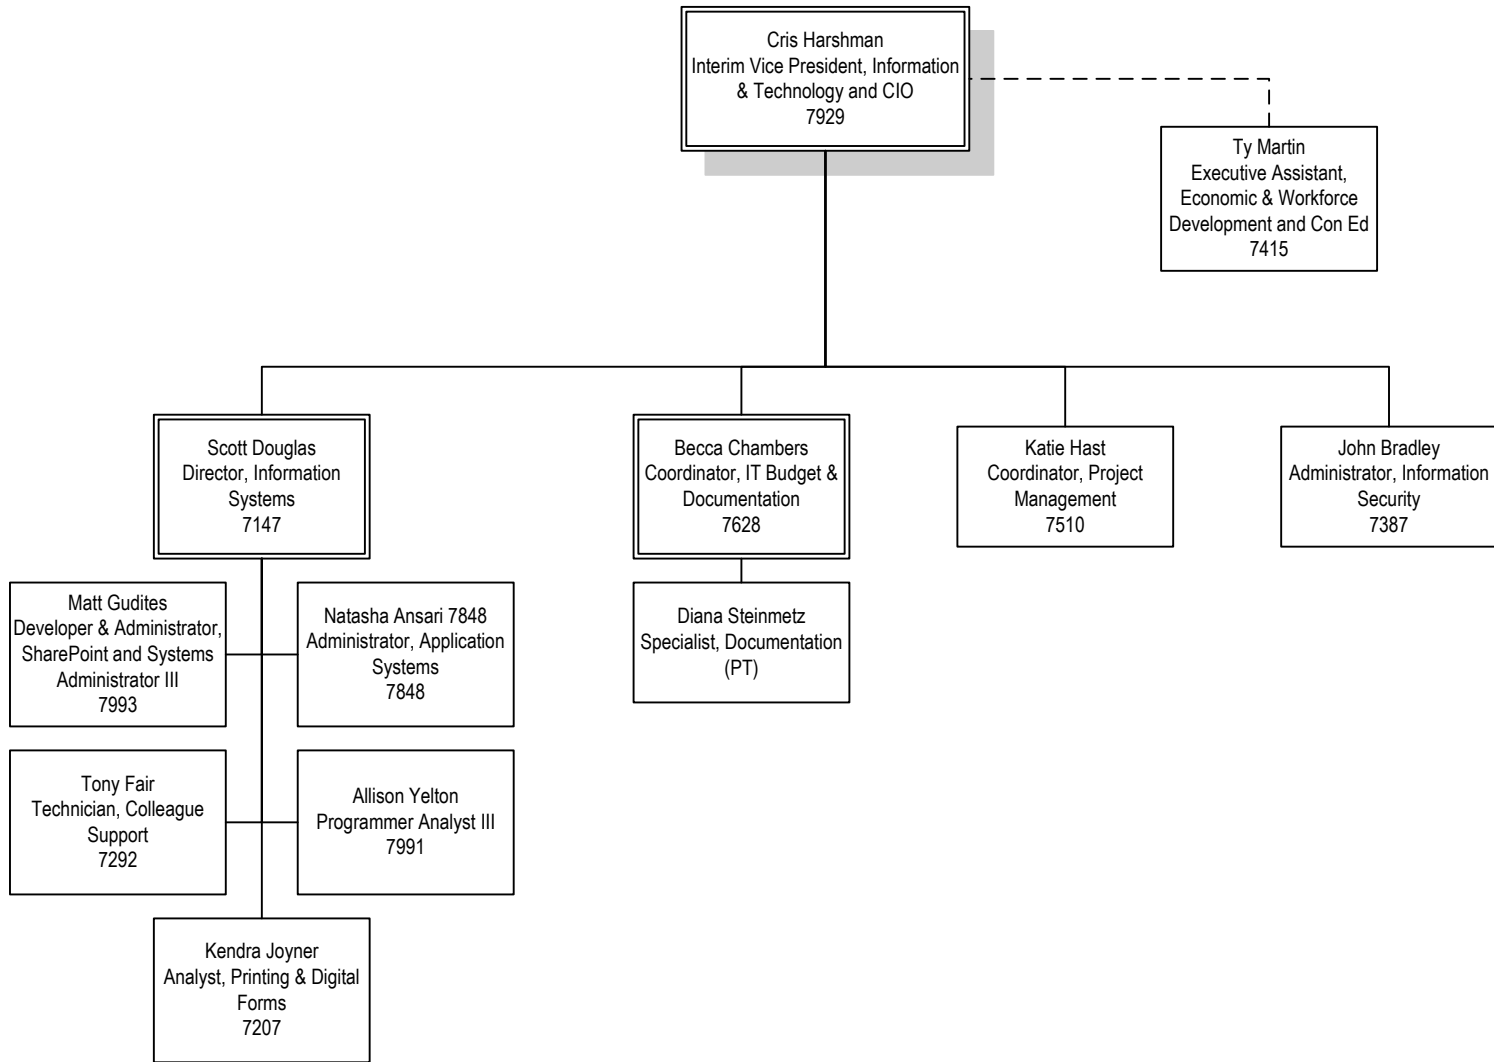 Cris Harshman
Interim Vice President, Information
& Technology and CIO
7929
Ty Martin
Executive Assistant,
Economic & Workforce
Development and Con Ed
7415
Scott Douglas
Director, Information
Systems
7147
Becca Chambers
Coordinator, IT Budget &
Documentation
7628
Katie Hast
Coordinator, Project
Management
7510
John Bradley
Administrator, Information
Security
7387
Matt Gudites
Developer & Administrator,
SharePoint and Systems
Administrator III
7993
Natasha Ansari 7848
Administrator, Application
Systems
7848
Diana Steinmetz
Specialist, Documentation
(PT)
Tony Fair
Technician, Colleague
Support
7292
Allison Yelton
Programmer Analyst III
7991
Kendra Joyner
Analyst, Printing & Digital
Forms
7207